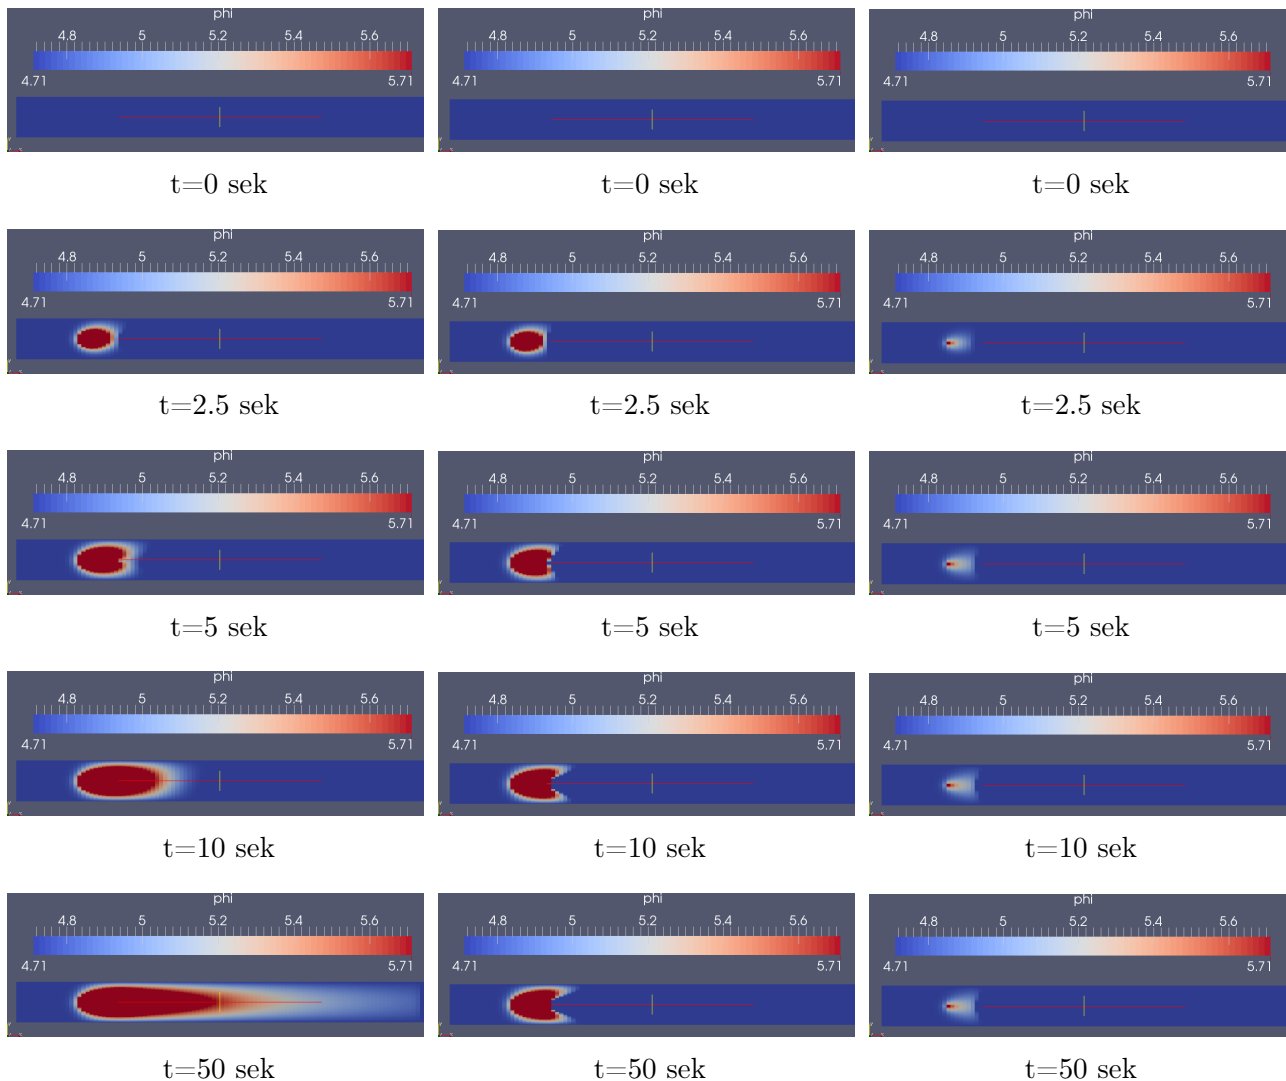 phi phi phi
4.8 5 5.2 5.4 5.6 4.8 5 5.2 5.4 5.6 4.8 5 5.2 5.4 5.6
4.71 5.71 4.71 5.71 4.71 5.71
t=0 sek t=0 sek t=0 sek
phi phi phi
4.8 5 5.2 5.4 5.6 4.8 5 5.2 5.4 5.6 4.8 5 5.2 5.4 5.6
4.71 5.71 4.71 5.71 4.71 5.71
t=2.5 sek t=2.5 sek t=2.5 sek
phi phi phi
4.8 5 5.2 5.4 5.6 4.8 5 5.2 5.4 5.6 4.8 5 5.2 5.4 5.6
4.71 5.71 4.71 5.71 4.71 5.71
t=5 sek t=5 sek t=5 sek
phi phi phi
4.8 5 5.2 5.4 5.6 4.8 5 5.2 5.4 5.6 4.8 5 5.2 5.4 5.6
4.71 5.71 4.71 5.71 4.71 5.71
t=10 sek t=10 sek t=10 sek
phi phi phi
4.8 5 5.2 5.4 5.6 4.8 5 5.2 5.4 5.6 4.8 5 5.2 5.4 5.6
4.71 5.71 4.71 5.71 4.71 5.71
t=50 sek t=50 sek t=50 sek